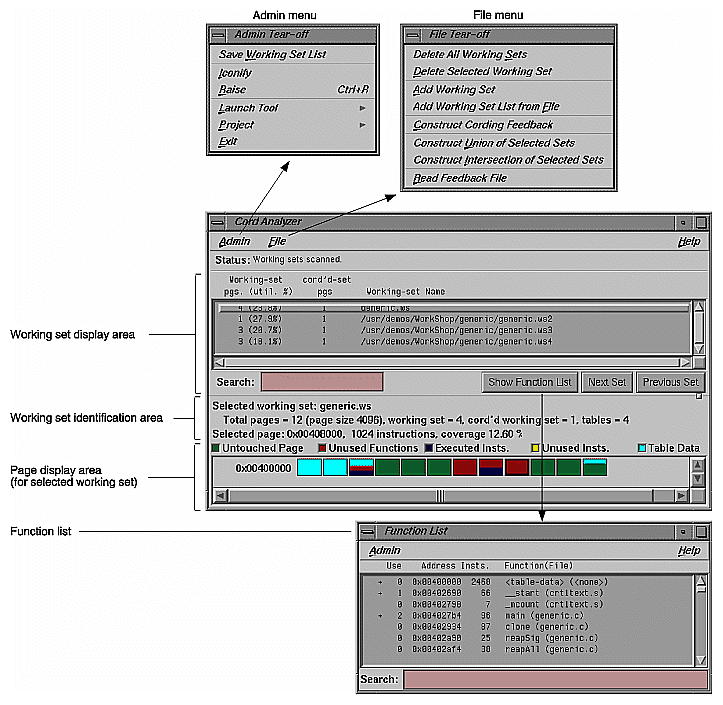 Admin menu
File menu
Admin Tear-off
Save Working Set List
Iconify
Raise Ctrl+R
Launch Tool
Project
Exit
File Tear-off
Delete All Working Sets
Delete Selected Working Set
Add Working Set
Add Working Set List from File
Construct Cording Feedback
Construct Union of Selected Sets
Construct Intersection of Selected Sets
Read Feedback File
Cord Analyzer
Admin File Help
Status: Working sets scanned.
Working-set cord'd-set
pgs. (util. %) pgs Working-set Name
4 (23.8%) 1 generic.ws
1 (27.9%) 1 /usr/demos/WorkShop/generic/generic.ws2
3 (20.7%) 1 /usr/demos/WorkShop/generic/generic.ws3
3 (18.1%) 1 /usr/demos/WorkShop/generic/generic.ws4
Working set display area
Search: Show Function List Next Set Previous Set
Working set identification area
Selected working set: generic.ws
Total pages = 12 (page size 4096), working set = 4, cord'd working set = 1, tables = 4
Selected page: 0x00408000, 1024 instructions, coverage 12.60 %
Untouched Page Unused Functions Executed Insts. Unused Insts. Table Data
Page display area
(for selected working set)
0x00400000
Function list
Function List
Admin Help
Use Address Insts. Function(File)
+ 0 0x00400000 2460 <table-data> (<none>)
+ 1 0x00402690 66 __start (crt1text.s)
0 0x00402798 7 _mcount (crt1text.s)
+ 2 0x004027b4 96 main (generic.c)
0 0x00402934 87 clone (generic.c)
0 0x00402a90 25 reapSig (generic.c)
0 0x00402af4 30 reapAll (generic.c)
Search: